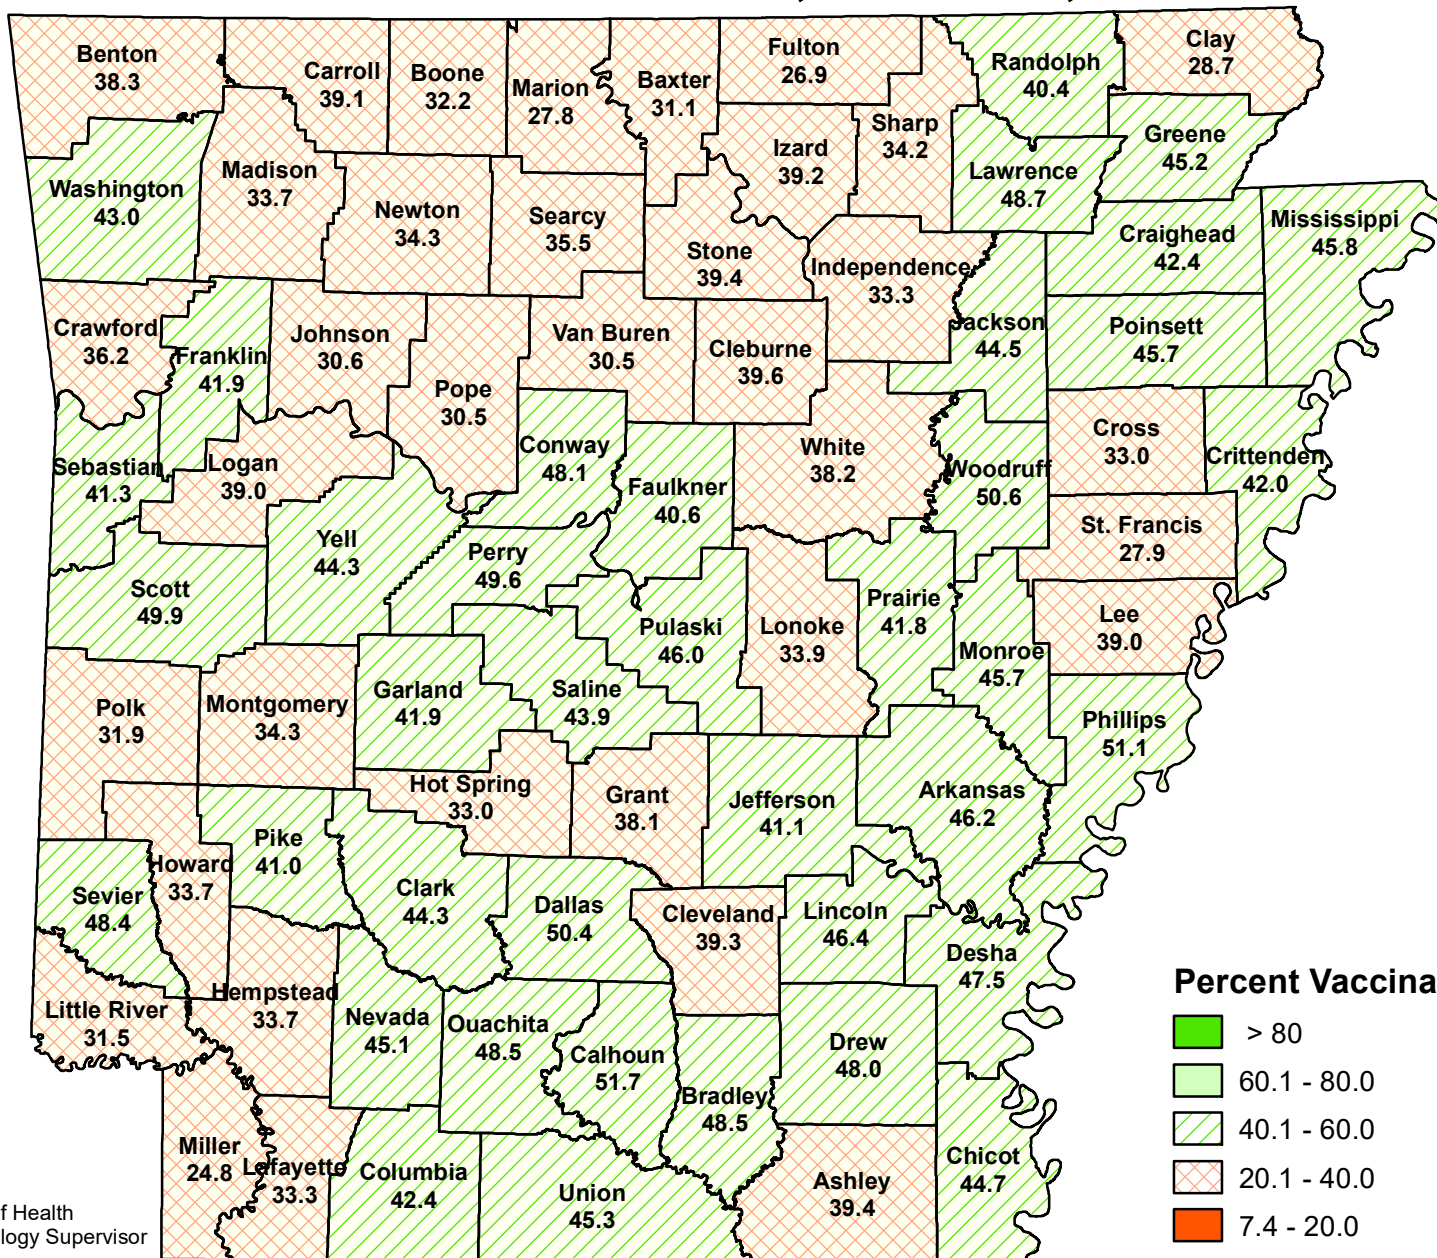 Benton
38.3
Carroll
39.1
Boone
32.2
Marion
27.8
Baxter
31.1
Fulton
26.9
Randolph
40.4
Clay
28.7
Sharp
34.2
Izard
39.2
Greene
45.2
Lawrence
48.7
Washington
43.0
Madison
33.7
Newton
34.3
Searcy
35.5
Stone
39.4
Independence
33.3
Craighead
42.4
Mississippi
45.8
Crawford
36.2
Franklin
41.9
Johnson
30.6
Pope
30.5
Van Buren
30.5
Cleburne
39.6
Jackson
44.5
Poinsett
45.7
Sebastian
41.3
Logan
39.0
Conway
48.1
Faulkner
40.6
White
38.2
Woodruff
50.6
Cross
33.0
Crittenden
42.0
Scott
49.9
Yell
44.3
Perry
49.6
Pulaski
46.0
Lonoke
33.9
Prairie
41.8
St. Francis
27.9
Lee
39.0
Monroe
45.7
Polk
31.9
Montgomery
34.3
Garland
41.9
Saline
43.9
Phillips
51.1
Hot Spring
33.0
Grant
38.1
Jefferson
41.1
Arkansas
46.2
Pike
41.0
Howard
33.7
Sevier
48.4
Clark
44.3
Dallas
50.4
Cleveland
39.3
Lincoln
46.4
Desha
47.5
Little River
31.5
Hempstead
33.7
Nevada
45.1
Ouachita
48.5
Calhoun
51.7
Bradley
48.5
Drew
48.0
Miller
24.8
Lafayette
33.3
Columbia
42.4
Union
45.3
Ashley
39.4
Chicot
44.7
Percent Vaccina
> 80
60.1 - 80.0
40.1 - 60.0
20.1 - 40.0
7.4 - 20.0
f Health
logy Supervisor